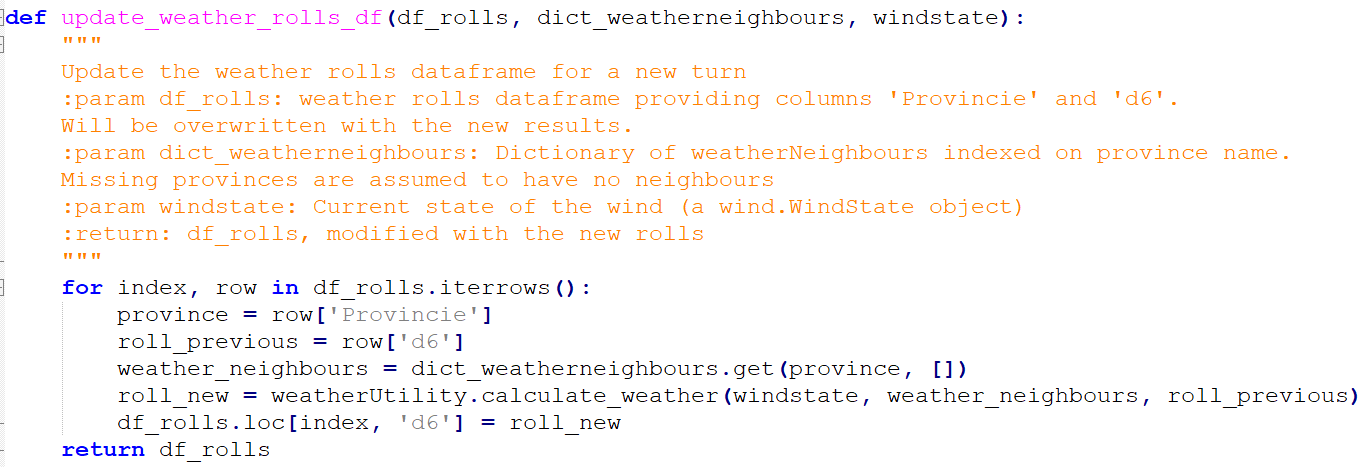 def update_weather_rolls_df(df_rolls, dict_weatherneighbours, windstate):
    """
    Update the weather rolls dataframe for a new turn
    :param df_rolls: weather rolls dataframe providing columns 'Provincie' and 'd6'.
    Will be overwritten with the new results.
    :param dict_weatherneighbours: Dictionary of weatherNeighbours indexed on province name.
    Missing provinces are assumed to have no neighbours
    :param windstate: Current state of the wind (a wind.WindState object)
    :return: df_rolls, modified with the new rolls
    """
    for index, row in df_rolls.iterrows():
        province = row['Provincie']
        roll_previous = row['d6']
        weather_neighbours = dict_weatherneighbours.get(province, [])
        roll_new = weatherUtility.calculate_weather(windstate, weather_neighbours, roll_previous)
        df_rolls.loc[index, 'd6'] = roll_new
    return df_rolls